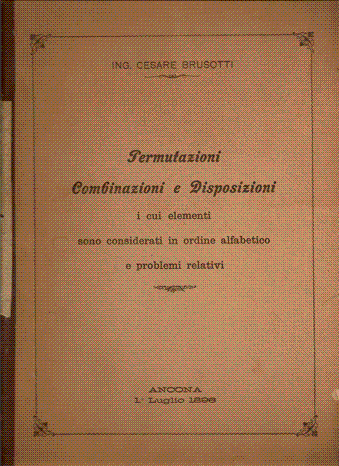 ING. CESARE BRUSOTTI
Permutazioni
Combinazioni e Disposizioni
i cui elementi
sono considerati in ordine alfabetico
e problemi relativi
ANCONA
1° Luglio 1898